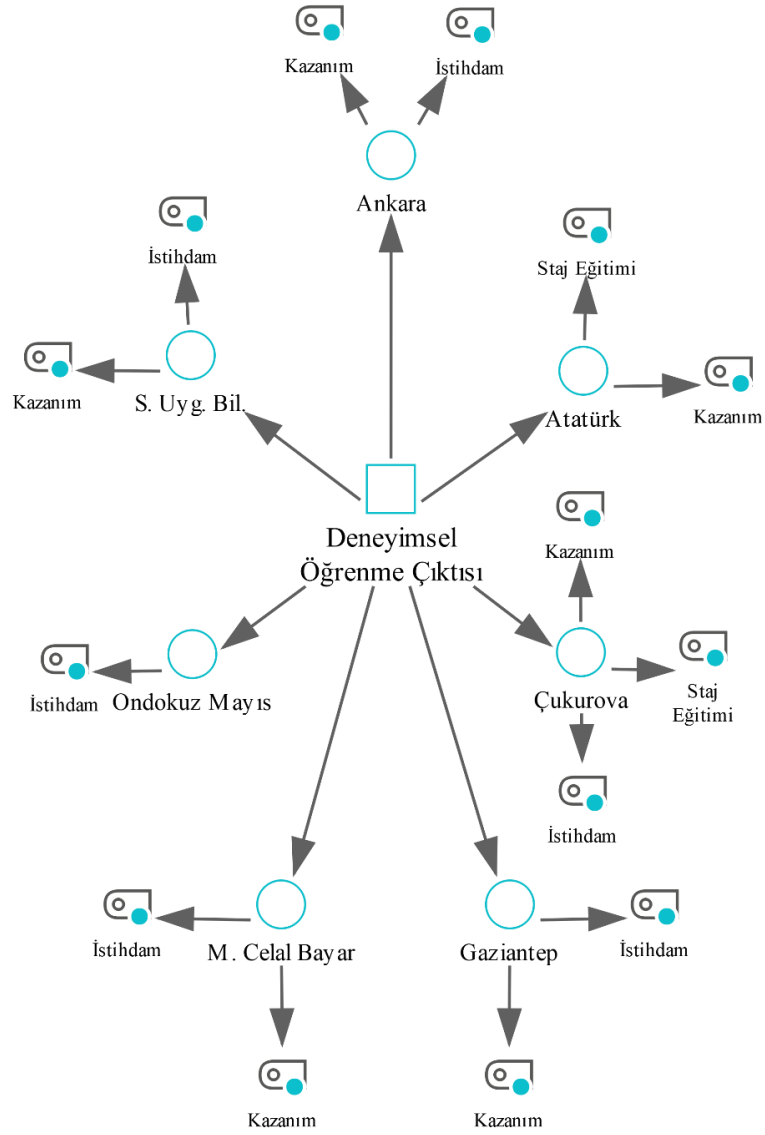 Kazanım
İstihdam
Ankara
İstihdam
Staj Eğitimi
Kazanım
S. Uyg. Bil.
Atatürk
Kazanım
Deneyimsel
Öğrenme Çıktısı
Kazanım
İstihdam
Ondokuz Mayıs
Çukurova
Staj
Eğitimi
İstihdam
İstihdam
M. Celal Bayar
Gaziantep
İstihdam
Kazanım
Kazanım